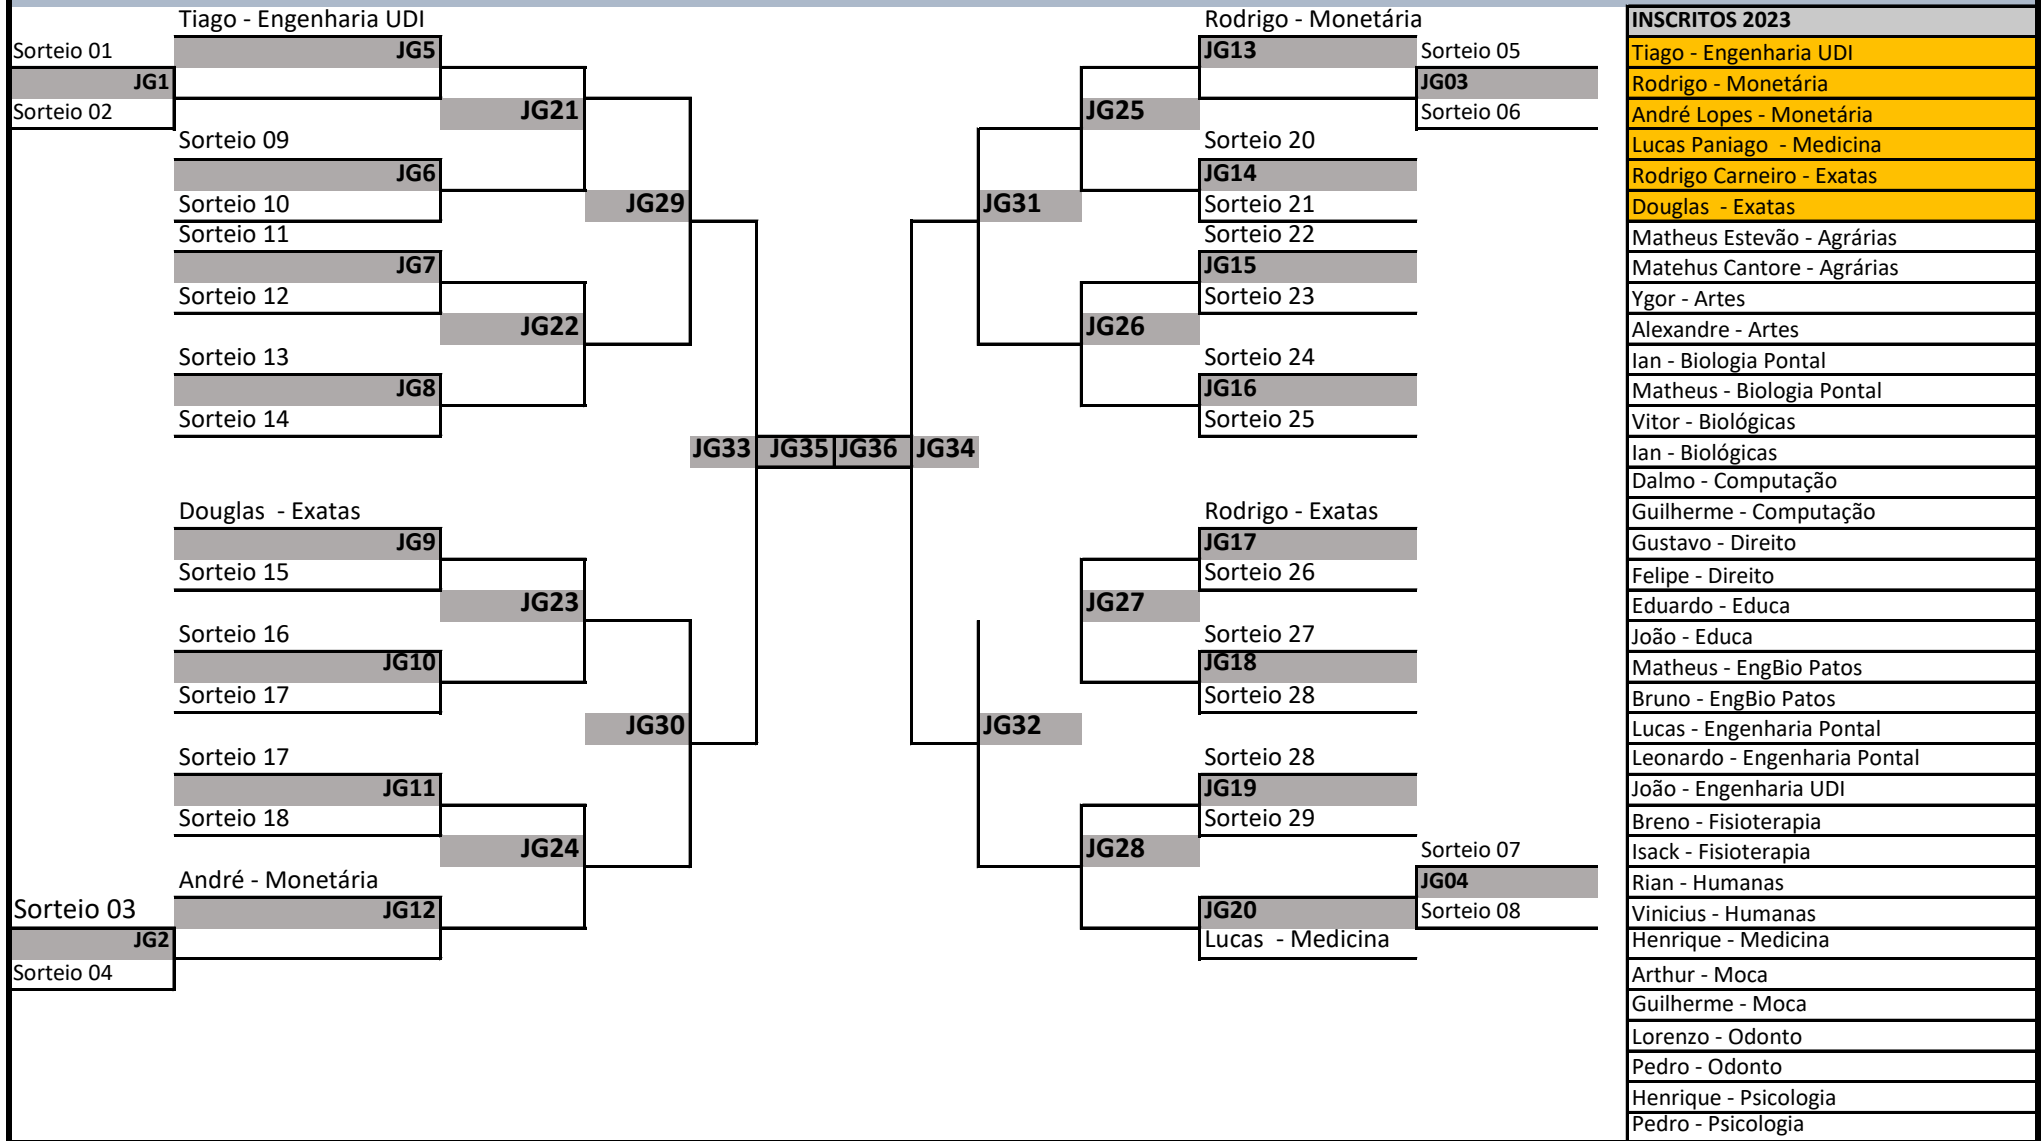 Tiago - Engenharia UDI
Sorteio 01
JG5
JG1
Sorteio 02
JG21
Sorteio 09
JG6
Sorteio 10
JG29
Sorteio 11
JG7
Sorteio 12
JG22
Sorteio 13
JG8
Sorteio 14
JG33
JG35
JG36
JG34
Douglas  - Exatas
JG9
Sorteio 15
JG23
Sorteio 16
JG10
Sorteio 17
JG30
Sorteio 17
JG11
Sorteio 18
JG24
André - Monetária
Sorteio 03
JG12
JG2
Sorteio 04
Rodrigo - Monetária
JG13
Sorteio 05
JG03
JG25
Sorteio 06
Sorteio 20
JG14
JG31
Sorteio 21
Sorteio 22
JG15
Sorteio 23
JG26
Sorteio 24
JG16
Sorteio 25
Rodrigo - Exatas
JG17
Sorteio 26
JG27
Sorteio 27
JG18
Sorteio 28
JG32
Sorteio 28
JG19
Sorteio 29
JG28
Sorteio 07
JG04
JG20
Sorteio 08
Lucas  - Medicina
INSCRITOS 2023
Tiago - Engenharia UDI
Rodrigo - Monetária
André Lopes - Monetária
Lucas Paniago  - Medicina
Rodrigo Carneiro - Exatas
Douglas  - Exatas
Matheus Estevão - Agrárias
Matehus Cantore - Agrárias
Ygor - Artes
Alexandre - Artes
Ian - Biologia Pontal
Matheus - Biologia Pontal
Vitor - Biológicas
Ian - Biológicas
Dalmo - Computação
Guilherme - Computação
Gustavo - Direito
Felipe - Direito
Eduardo - Educa
João - Educa
Matheus - EngBio Patos
Bruno - EngBio Patos
Lucas - Engenharia Pontal
Leonardo - Engenharia Pontal
João - Engenharia UDI
Breno - Fisioterapia
Isack - Fisioterapia
Rian - Humanas
Vinicius - Humanas
Henrique - Medicina
Arthur - Moca
Guilherme - Moca
Lorenzo - Odonto
Pedro - Odonto
Henrique - Psicologia
Pedro - Psicologia